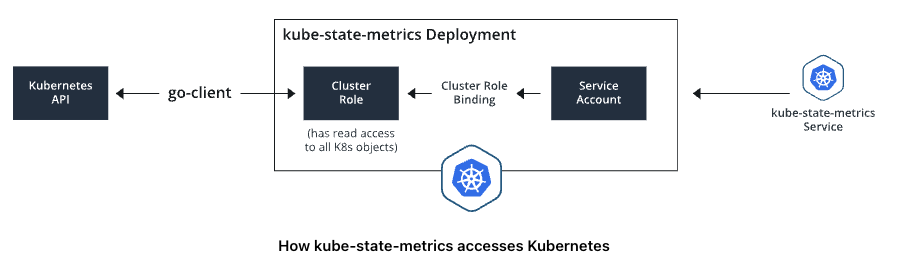 kube-state-metrics Deployment
Kubernetes
API
go-client
Cluster
Role
(has read access
to all K8s objects)
Cluster Role
Binding
Service
Account
kube-state-metrics
Service
How kube-state-metrics accesses Kubernetes